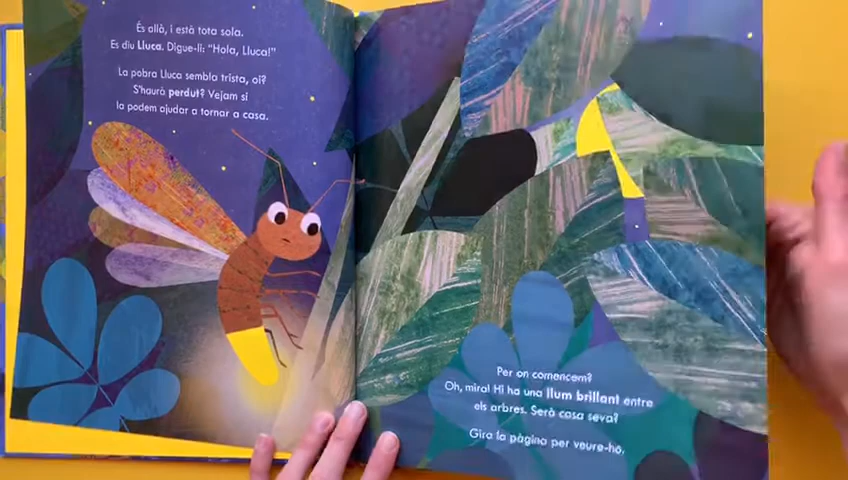 És allà, i està tota sola.
Es diu Lluca. Digue-li: "Hola, Lluca!"
La pobra Lluca sembla trista, oi?
S'haurà perdut? Vejam si
la podem ajudar a tornar a casa.
Per on comencem?
Oh, mira! Hi ha una llum brillant entre
els arbres. Serà casa seva?
Gira la pàgina per veure-ho.